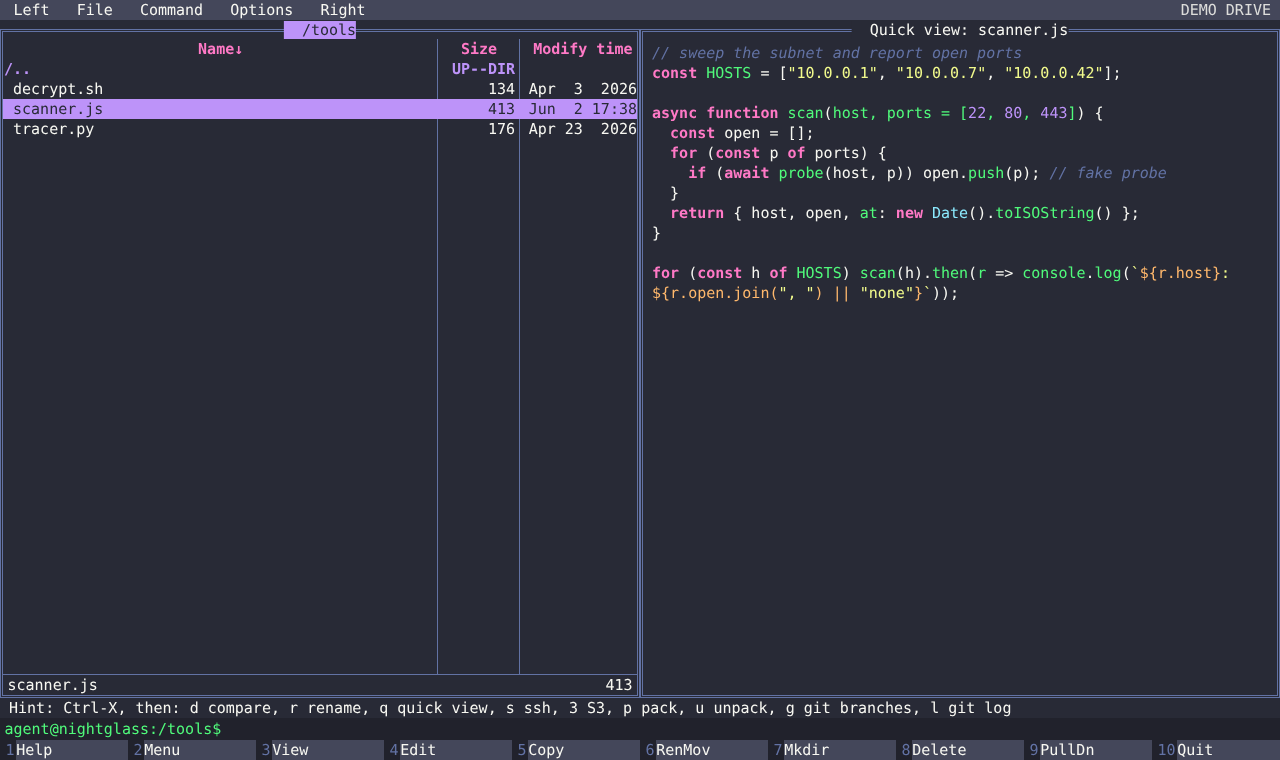 Left File Command Options Right DEMO DRIVE
/tools
Name↓ Size Modify time
/.. UP--DIR
decrypt.sh 134 Apr 3 2026
scanner.js 413 Jun 2 17:38
tracer.py 176 Apr 23 2026
scanner.js 413
Quick view: scanner.js
// sweep the subnet and report open ports
const HOSTS = ["10.0.0.1", "10.0.0.7", "10.0.0.42"];
async function scan(host, ports = [22, 80, 443]) {
const open = [];
for (const p of ports) {
if (await probe(host, p)) open.push(p); // fake probe
}
return { host, open, at: new Date().toISOString() };
}
for (const h of HOSTS) scan(h).then(r => console.log(`${r.host}:
${r.open.join(", ") || "none"}`));
Hint: Ctrl-X, then: d compare, r rename, q quick view, s ssh, 3 S3, p pack, u unpack, g git branches, l git log
agent@nightglass:/tools$
1Help 2Menu 3View 4Edit 5Copy 6RenMov 7Mkdir 8Delete 9PullDn 10Quit